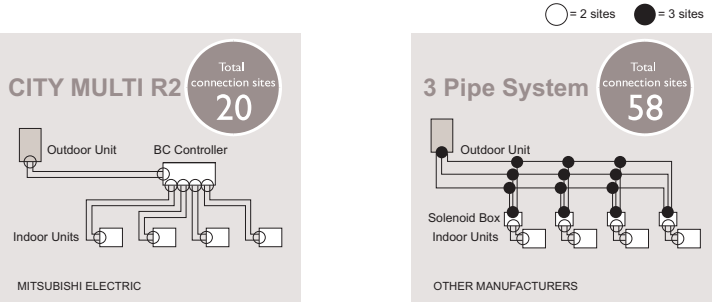 = 2 sites
= 3 sites
CITY MULTI R2
Total
connection sites
20
Outdoor Unit
BC Controller
Indoor Units
MITSUBISHI ELECTRIC
3 Pipe System
Total
connection sites
58
Outdoor Unit
Solenoid Box
Indoor Units
OTHER MANUFACTURERS